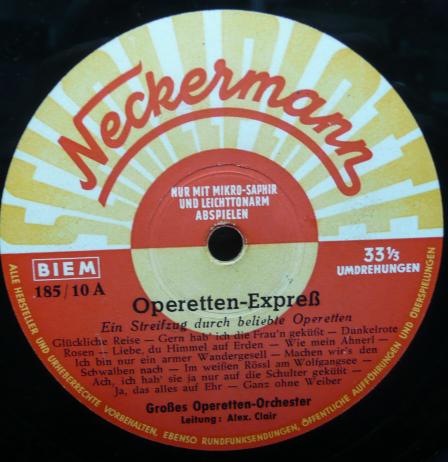 Neckermann
NUR MIT MIKRO-SAPHIR
UND LEICHTTONARM
ABSPIELEN
BIEM
185/10 A
33 1/3
UMDREHUNGEN
Operetten-Expreß
Ein Streifzug durch beliebte Operetten
Glückliche Reise — Gern hab' ich die Frau'n geküßt — Dunkelrote
Rosen — Liebe, du Himmel auf Erden — Wie mein Ahnerl —
Ich bin nur ein armer Wandergesell — Machen wir's den
Schwalben nach — Im weißen Rössl am Wolfgangsee —
Ach, ich hab' sie ja nur auf die Schulter geküßt —
Ja, das alles auf Ehr — Ganz ohne Weiber
Großes Operetten-Orchester
Leitung: Alex. Clair
ALLE HERSTELLER UND URHEBERRECHTE VORBEHALTEN, EBENSO RUNDFUNKSENDUNGEN, ÖFFENTLICHE AUFFÜHRUNGEN UND ÜBERSPIELUNGEN